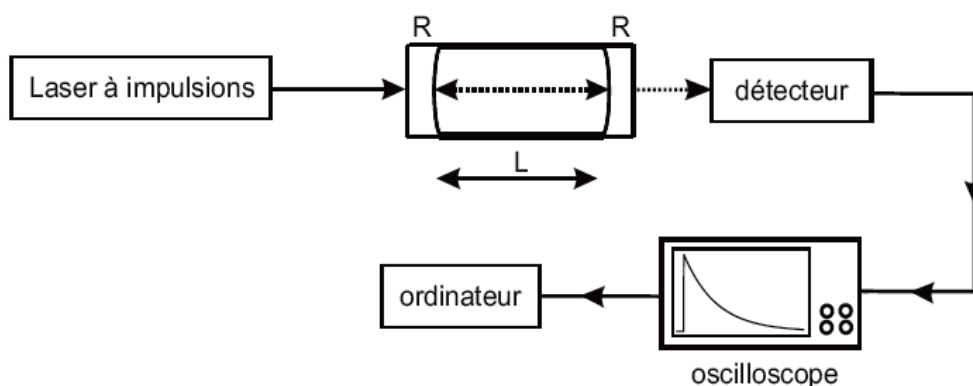 R R
Laser à impulsions
détecteur
L
ordinateur
oscilloscope